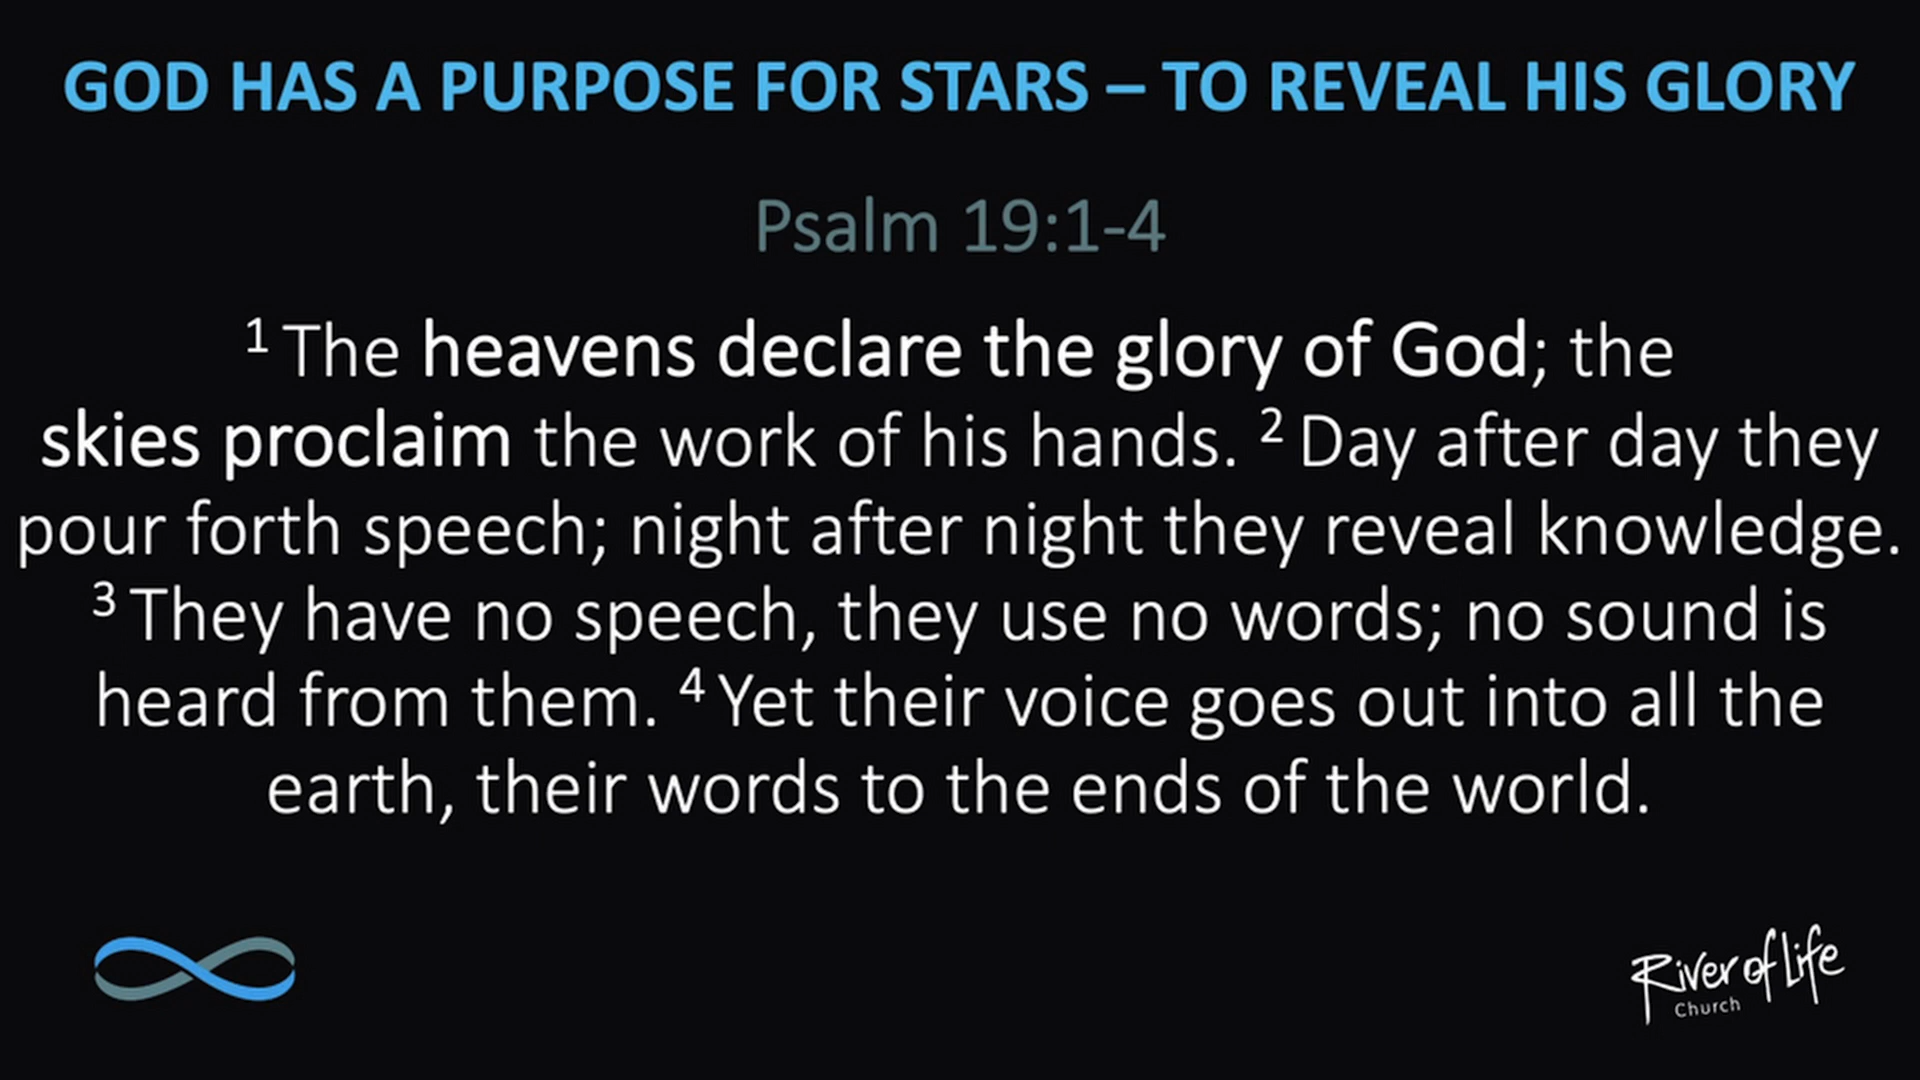 GOD HAS A PURPOSE FOR STARS – TO REVEAL HIS GLORY
Psalm 19:1-4
1 The heavens declare the glory of God; the
skies proclaim the work of his hands. 2 Day after day they
pour forth speech; night after night they reveal knowledge.
3 They have no speech, they use no words; no sound is
heard from them. 4 Yet their voice goes out into all the
earth, their words to the ends of the world.
River of Life
Church